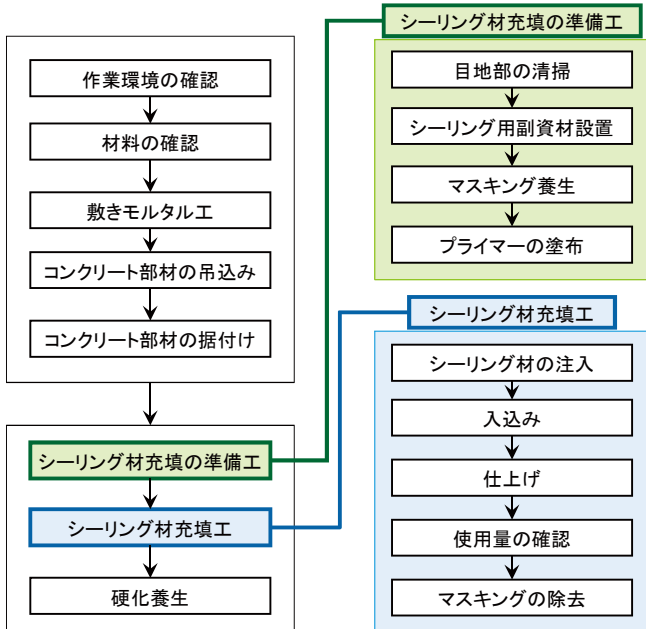 作業環境の確認
材料の確認
敷きモルタル工
コンクリート部材の吊込み
コンクリート部材の据付け
シーリング材充填の準備工
シーリング材充填工
硬化養生
シーリング材充填の準備工
目地部の清掃
シーリング用副資材設置
マスキング養生
プライマーの塗布
シーリング材充填工
シーリング材の注入
入込み
仕上げ
使用量の確認
マスキングの除去